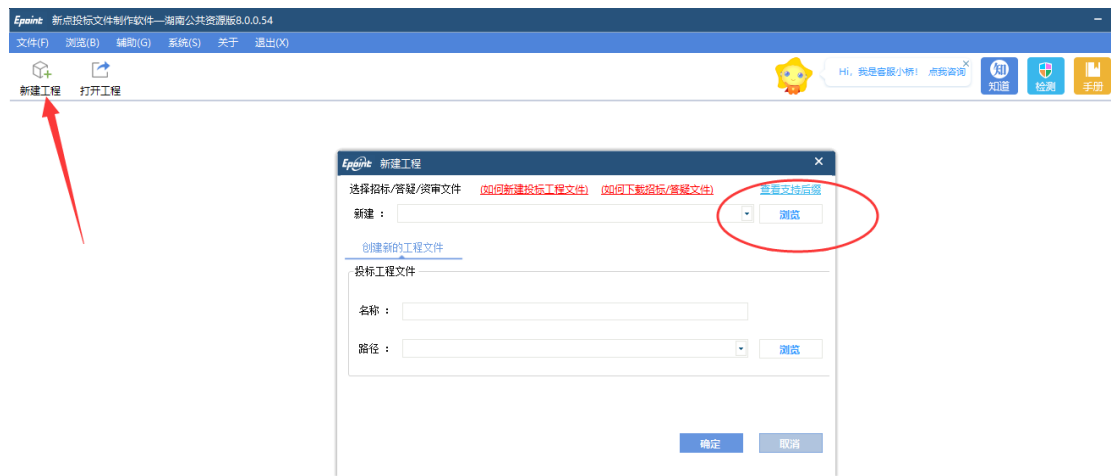 Epoint 新点投标文件制作软件—湖南公共资源版8.0.0.54
文件(F) 浏览(B) 辅助(G) 系统(S) 关于 退出(X)
新建工程 打开工程
Hi，我是客服小桥！ 点我咨询
知
知道 检测 手册
Epoint 新建工程
选择招标/答疑/资审文件 (如何新建投标工程文件) (如何下载招标/答疑文件) 查看支持后缀
新建： 浏览
创建新的工程文件
投标工程文件
名称：
路径： 浏览
确定 取消